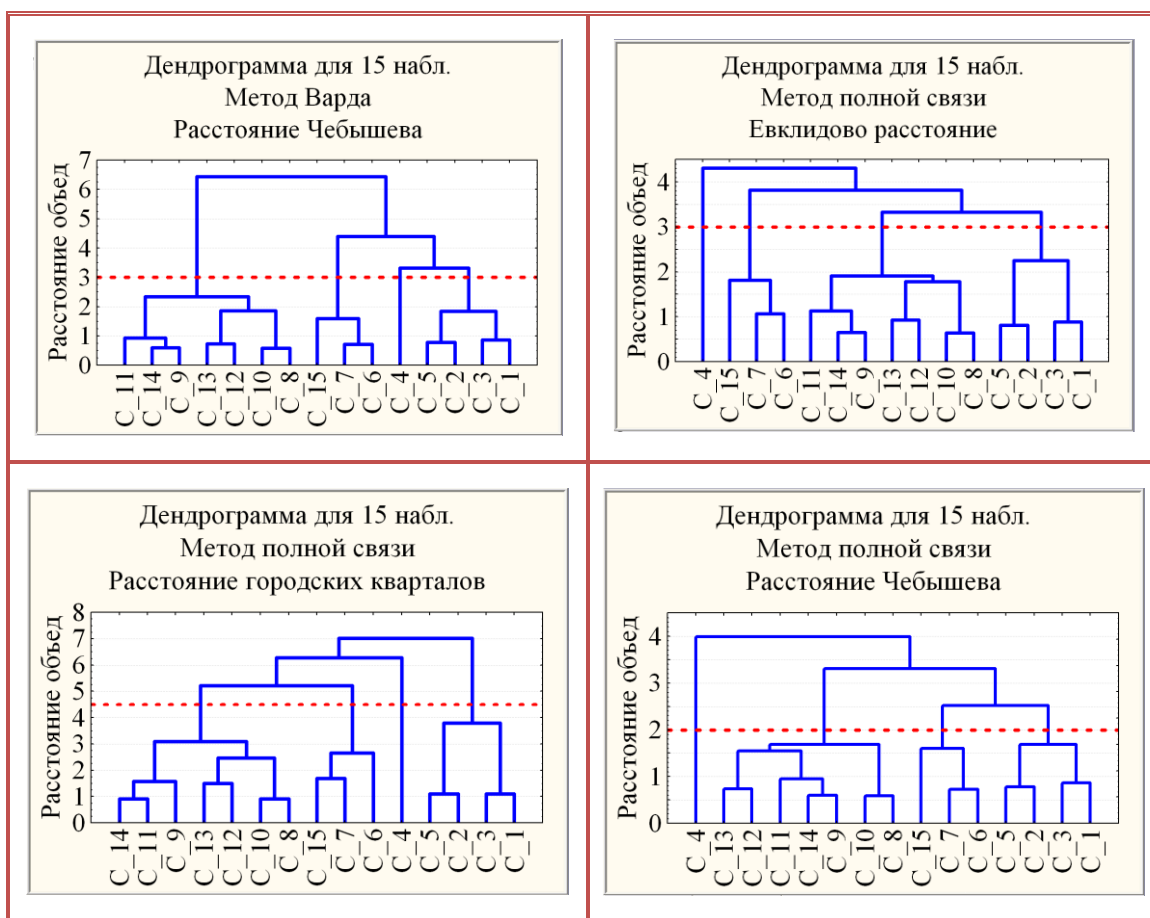 Дендрограмма для 15 набл.
Метод Варда
Расстояние Чебышева
Расстояние объед
7
6
5
4
3
2
1
0
C_11 C_14 C_9 C_13 C_12 C_10 C_8 C_15 C_7 C_6 C_4 C_5 C_2 C_3 C_1
Дендрограмма для 15 набл.
Метод полной связи
Евклидово расстояние
Расстояние объед
4
3
2
1
0
C_4 C_15 C_7 C_6 C_11 C_14 C_9 C_13 C_12 C_10 C_8 C_5 C_2 C_3 C_1
Дендрограмма для 15 набл.
Метод полной связи
Расстояние городских кварталов
Расстояние объед
8
7
6
5
4
3
2
1
0
C_14 C_11 C_9 C_13 C_12 C_10 C_8 C_15 C_7 C_6 C_4 C_5 C_2 C_3 C_1
Дендрограмма для 15 набл.
Метод полной связи
Расстояние Чебышева
Расстояние объед
4
3
2
1
0
C_4 C_13 C_12 C_11 C_14 C_9 C_10 C_8 C_15 C_7 C_6 C_5 C_2 C_3 C_1